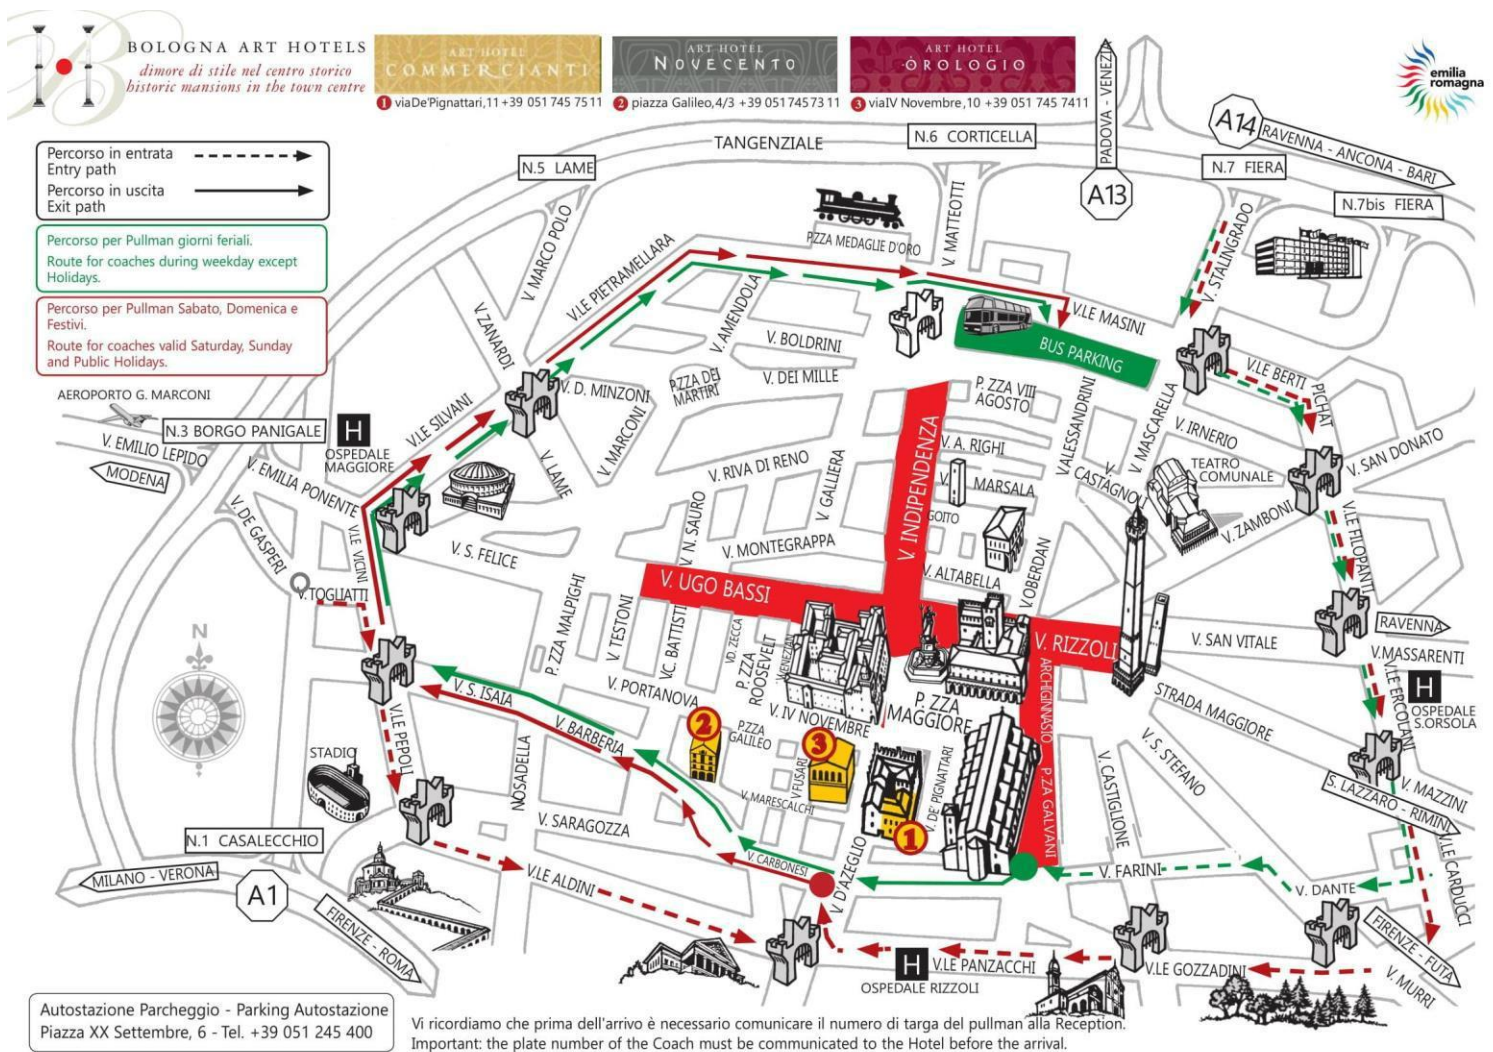 BOLOGNA ART HOTELS
dimore di stile nel centro storico
historic mansions in the town centre
ART HOTEL
COMMERCIANTI
1 via De'Pignattari, 11 +39 051 745 7511
ART HOTEL
NOVECENTO
2 piazza Galileo, 4/3 +39 051 745 73 11
ART HOTEL
OROLOGIO
3 via IV Novembre, 10 +39 051 745 7411
emilia
romagna
Percorso in entrata
Entry path
Percorso in uscita
Exit path
Percorso per Pullman giorni feriali.
Route for coaches during weekday except
Holidays.
Percorso per Pullman Sabato, Domenica e
Festivi.
Route for coaches valid Saturday, Sunday
and Public Holidays.
TANGENZIALE
N.5 LAME
N.6 CORTICELLA
PADOVA - VENEZIA
A13
A14
RAVENNA - ANCONA - BARI
N.7 FIERA
N.7bis FIERA
V. MARCO POLO
V.LE PIETRAMELLARA
P.ZZA MEDAGLIE D'ORO
V. MATTEOTTI
V. STALINGRADO
V. ZANARDI
V. AMENDOLA
V. BOLDRINI
V. DEI MILLE
V.LE MASINI
BUS PARKING
V.LE BERTI
PICHAT
AEROPORTO G. MARCONI
N.3 BORGO PANIGALE
V. EMILIO LEPIDO
MODENA
V. EMILIA PONENTE
H
OSPEDALE
MAGGIORE
V.LE SILVANI
V. D. MINZONI
P.ZZA DEI
MARTIRI
V. MARCONI
V. LAME
P. ZZA VIII
AGOSTO
V. INDIPENDENZA
V. A. RIGHI
V. ALESSANDRINI
V. MASCARELLA
V. IRNERIO
V. SAN DONATO
TEATRO
COMUNALE
V. CASTAGNOLI
V. ZAMBONI
V. MARSALA
GOITO
V. RIVA DI RENO
V. GALLIERA
V. N. SAURO
V. MONTEGRAPPA
V. ALTABELLA
V. OBERDAN
V.LE FILOPANTI
V. DE GASPERI
V. TOGLIATTI
V.LE VICINI
V. S. FELICE
P. ZZA MALPIGHI
V. TESTONI
V.C. BATTISTI
V. UGO BASSI
V.D. ZECCA
P. ZZA
ROOSEVELT
VENEZIAN
V. RIZZOLI
V. SAN VITALE
RAVENNA
V.MASSARENTI
H
OSPEDALE
S.ORSOLA
V.LE ERCOLANI
N
V. S. ISAIA
V. PORTANOVA
V. BARBERIA
P.ZZA
GALILEO
V. IV NOVEMBRE
P. ZZA
MAGGIORE
ARCHIGINNASIO
P.ZA GALVANI
STRADA MAGGIORE
V. S. STEFANO
V. CASTIGLIONE
V. MAZZINI
S. LAZZARO - RIMINI
V.LE CARDUCCI
V.LE PEPOLI
STADIO
NOSADELLA
2
3
1
V FUSARI
V. MARESCALCHI
V. DE' PIGNATTARI
V. SARAGOZZA
V. CARBONESI
V. D'AZEGLIO
V. FARINI
V. DANTE
N.1 CASALECCHIO
MILANO - VERONA
A1
FIRENZE - ROMA
V.LE ALDINI
H
OSPEDALE RIZZOLI
V.LE PANZACCHI
V.LE GOZZADINI
V. MURRI
FIRENZE - FUTA
Autostazione Parcheggio - Parking Autostazione
Piazza XX Settembre, 6 - Tel. +39 051 245 400
Vi ricordiamo che prima dell'arrivo è necessario comunicare il numero di targa del pullman alla Reception.
Important: the plate number of the Coach must be communicated to the Hotel before the arrival.